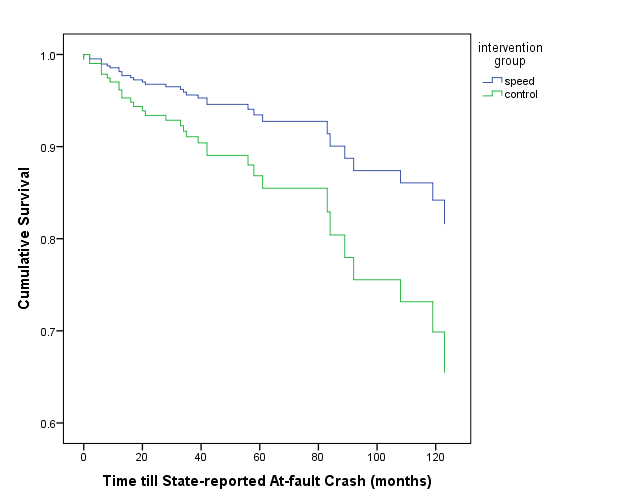 intervention
group
speed
control
Cumulative Survival
1.0
0.9
0.8
0.7
0.6
0 20 40 60 80 100 120
Time till State-reported At-fault Crash (months)